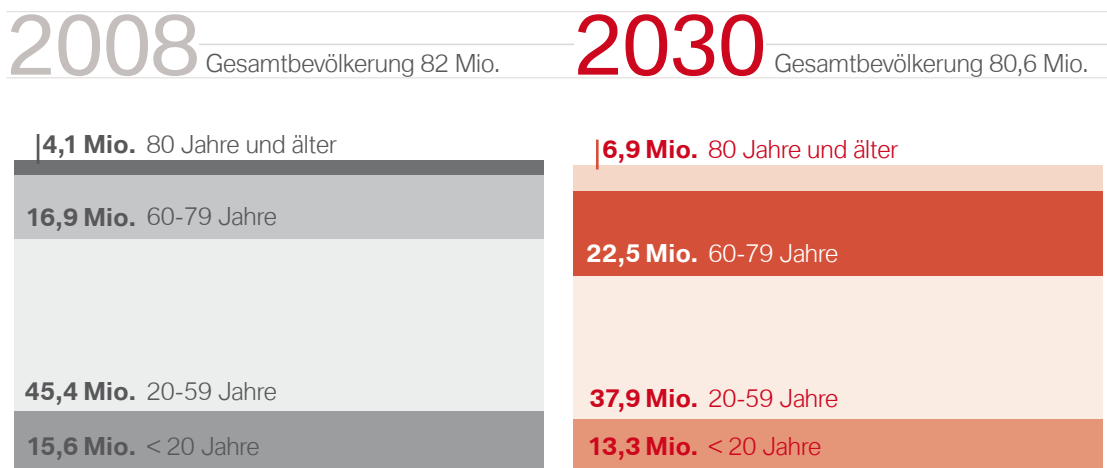 2008 Gesamtbevölkerung 82 Mio.
4,1 Mio. 80 Jahre und älter
16,9 Mio. 60-79 Jahre
45,4 Mio. 20-59 Jahre
15,6 Mio. < 20 Jahre
2030 Gesamtbevölkerung 80,6 Mio.
6,9 Mio. 80 Jahre und älter
22,5 Mio. 60-79 Jahre
37,9 Mio. 20-59 Jahre
13,3 Mio. < 20 Jahre